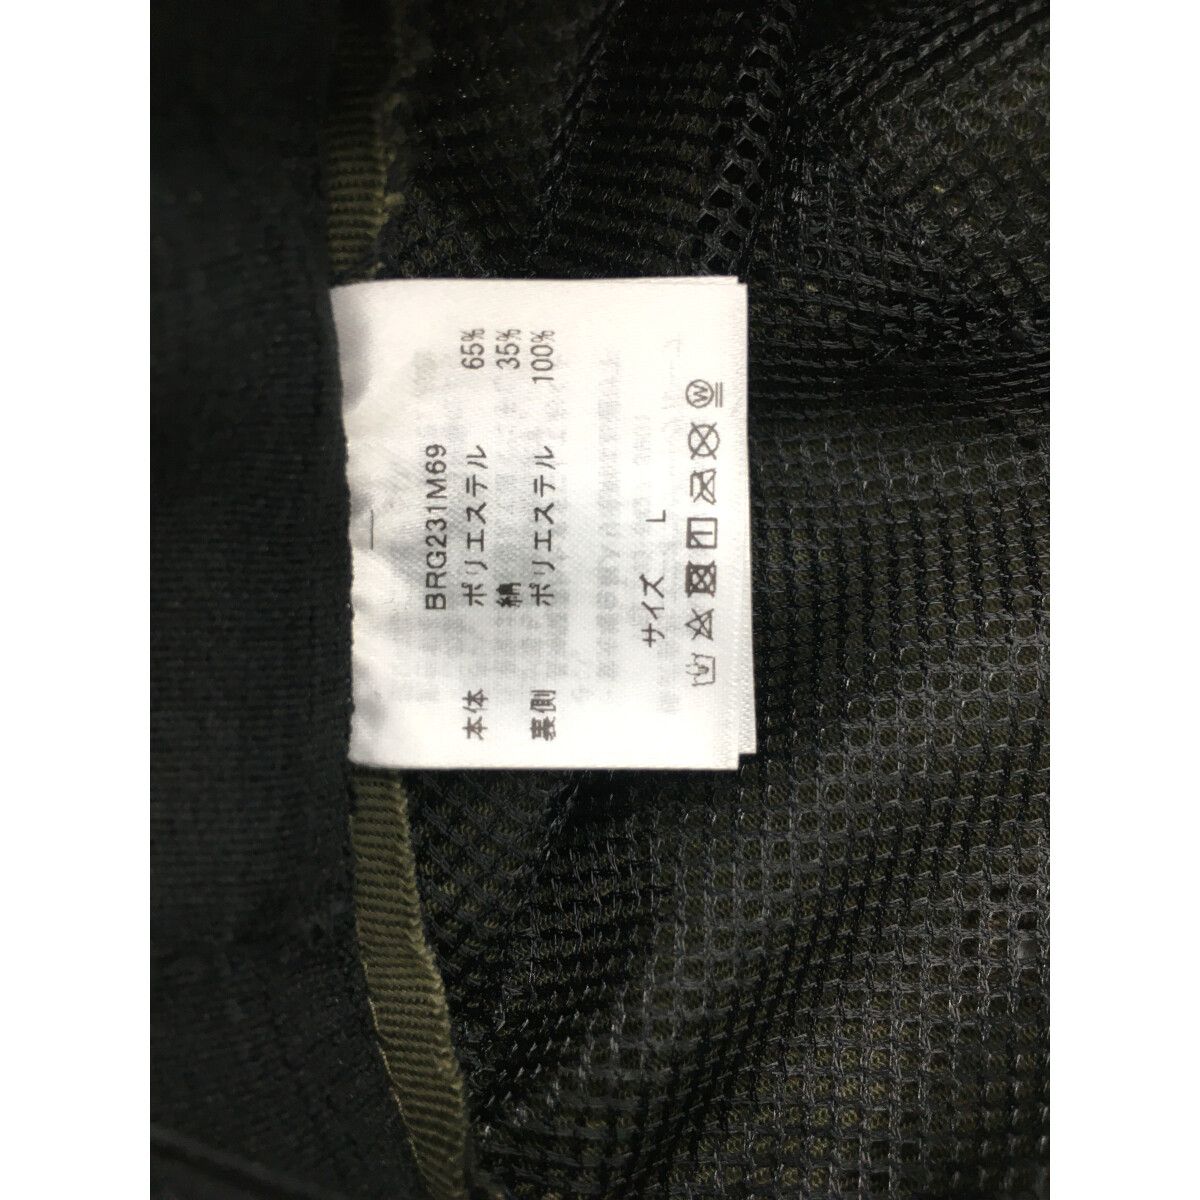 BRG231M69
本体 ポリエステル 65%
綿 35%
裏側 ポリエステル 100%
サイズ L
W